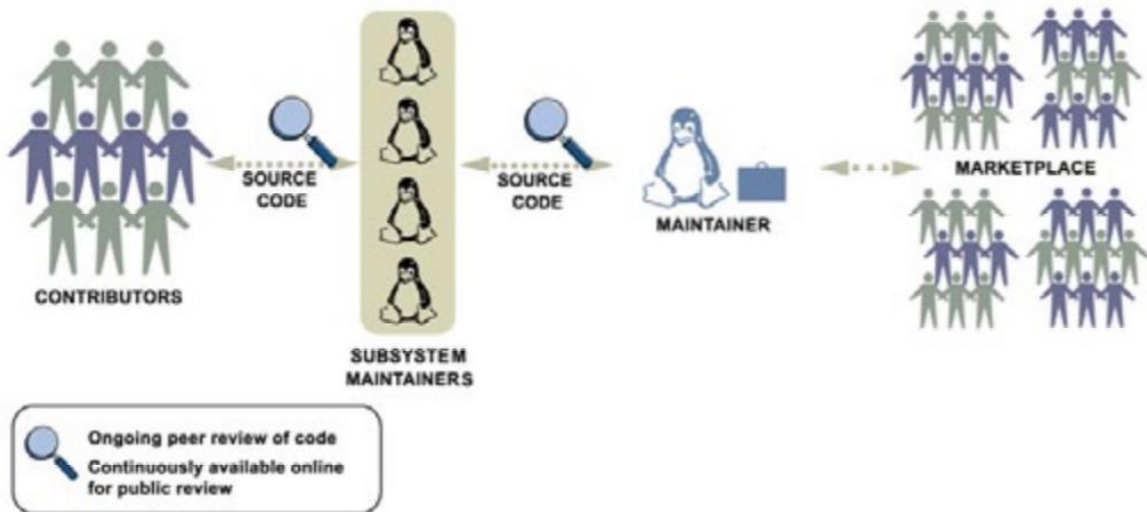 SOURCE
CODE
SOURCE
CODE
MARKETPLACE
MAINTAINER
CONTRIBUTORS
SUBSYSTEM
MAINTAINERS
Ongoing peer review of code
Continuously available online
for public review